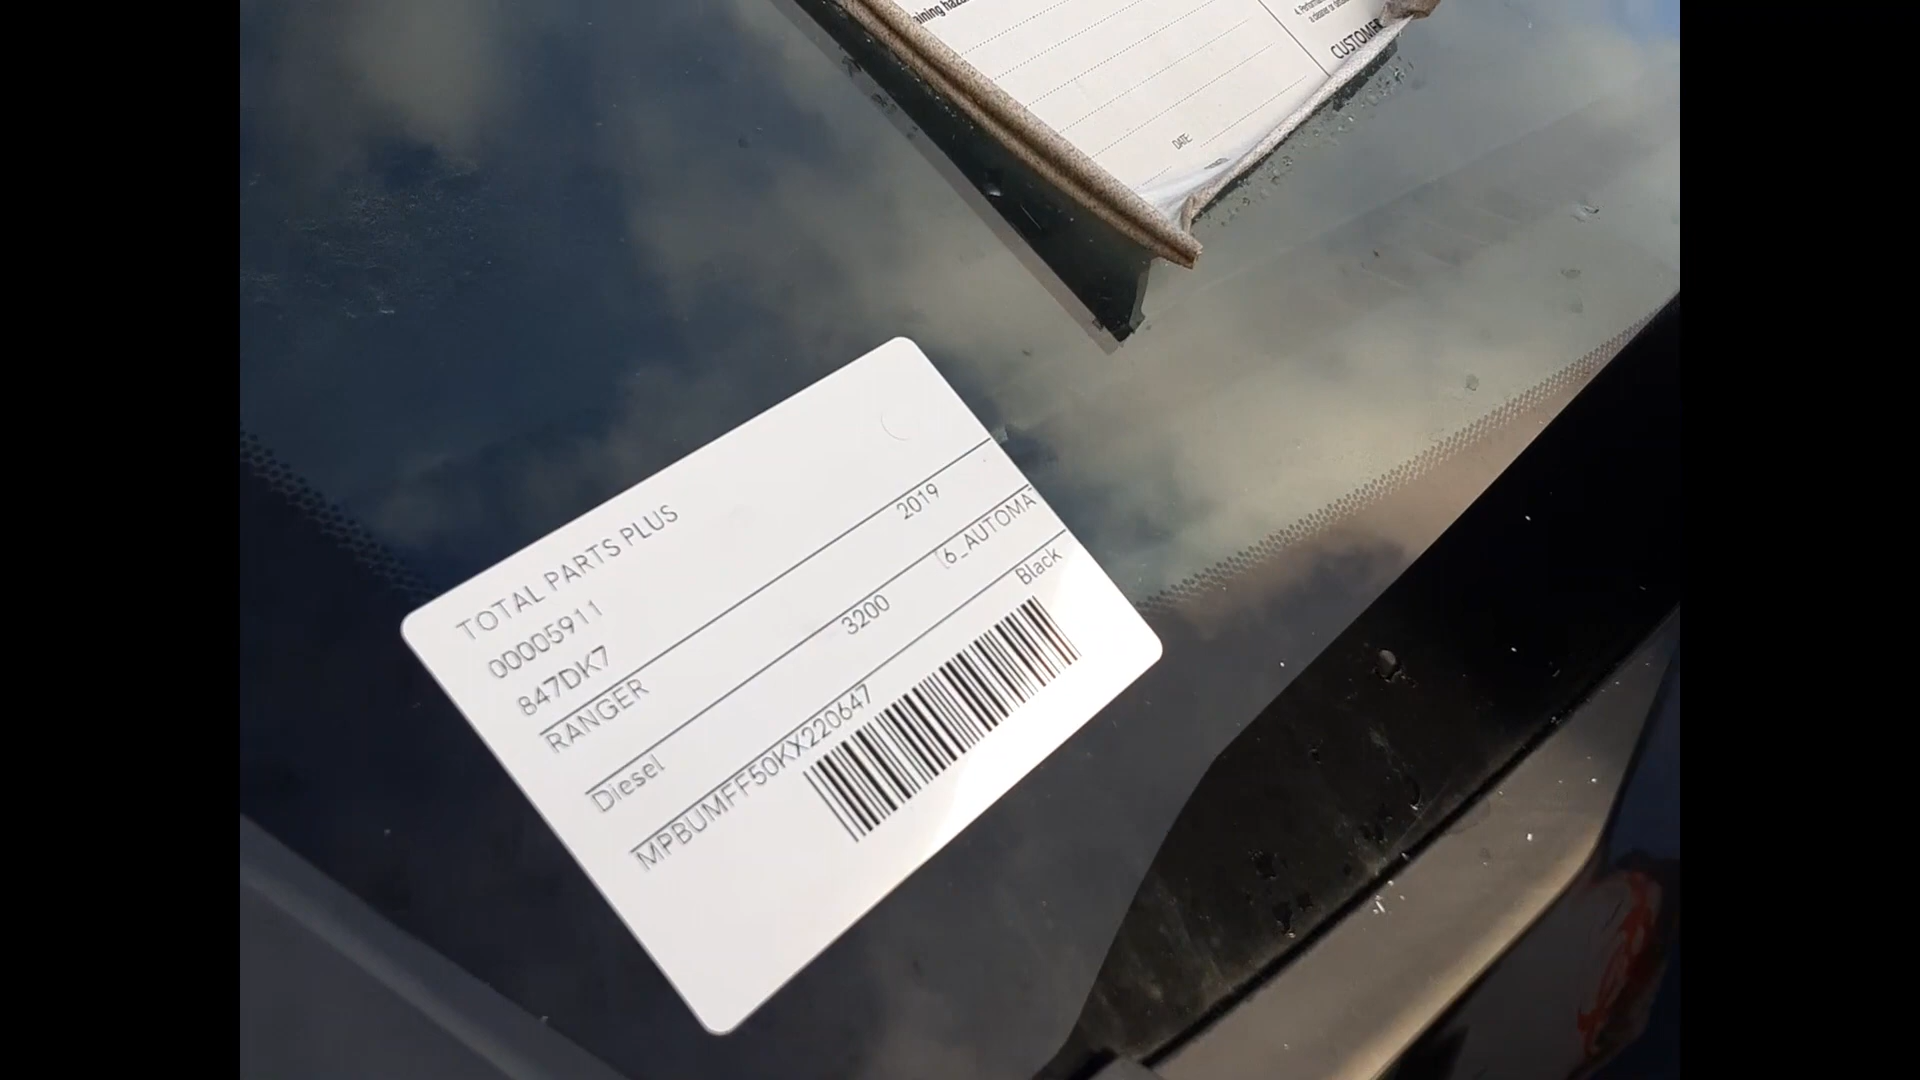 CUSTOMER
DATE:
TOTAL PARTS PLUS
00005911
847DK7
RANGER 2019
Diesel 3200 [6_AUTOMA
MPBUMFF50KX220647 Black